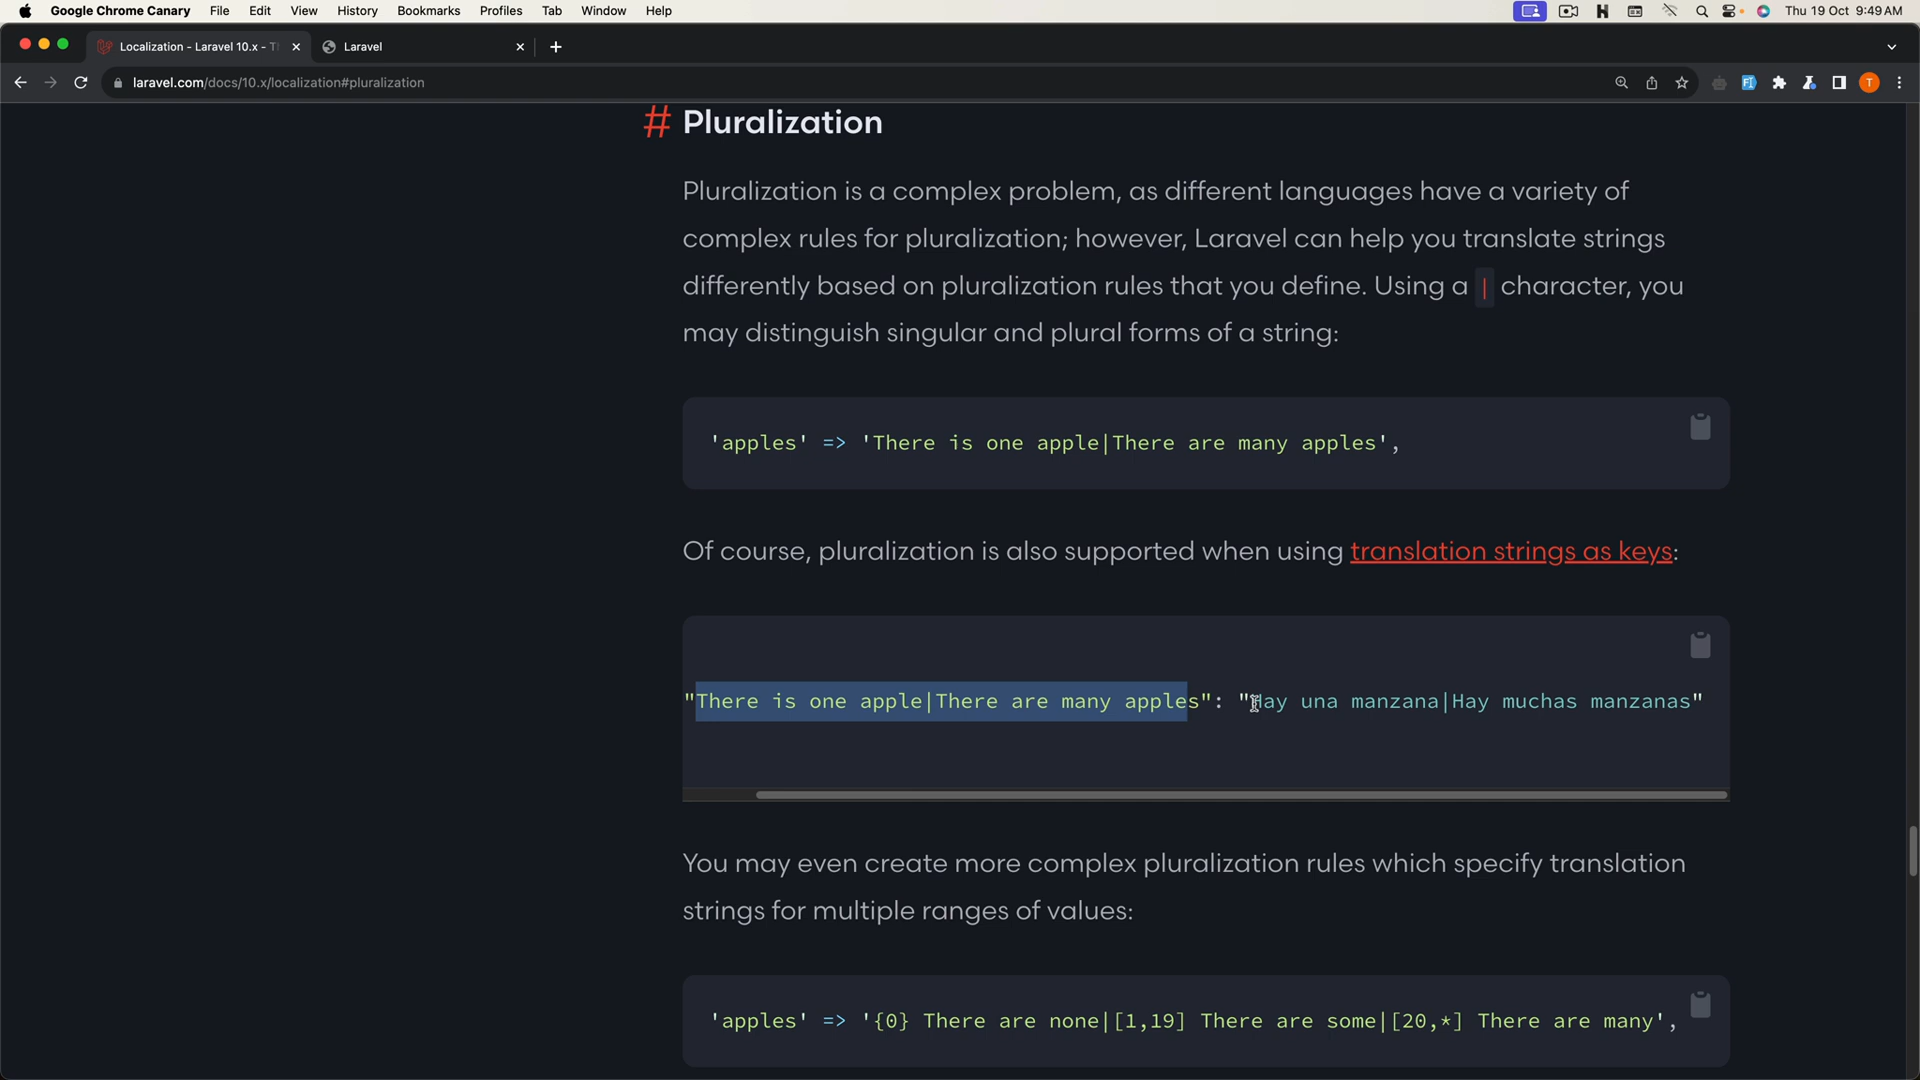 Google Chrome Canary File Edit View History Bookmarks Profiles Tab Window Help Thu 19 Oct 9:49 AM
Localization - Laravel 10.x - T Laravel
laravel.com/docs/10.x/localization#pluralization
# Pluralization
Pluralization is a complex problem, as different languages have a variety of
complex rules for pluralization; however, Laravel can help you translate strings
differently based on pluralization rules that you define. Using a | character, you
may distinguish singular and plural forms of a string:
'apples' => 'There is one apple|There are many apples',
Of course, pluralization is also supported when using translation strings as keys:
"There is one apple|There are many apples": "Hay una manzana|Hay muchas manzanas"
You may even create more complex pluralization rules which specify translation
strings for multiple ranges of values:
'apples' => '{0} There are none|[1,19] There are some|[20,*] There are many',